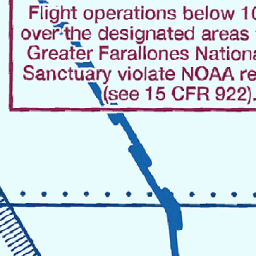 Flight operations below 10
over the designated areas
Greater Farallones Nationa
Sanctuary violate NOAA re
(see 15 CFR 922).